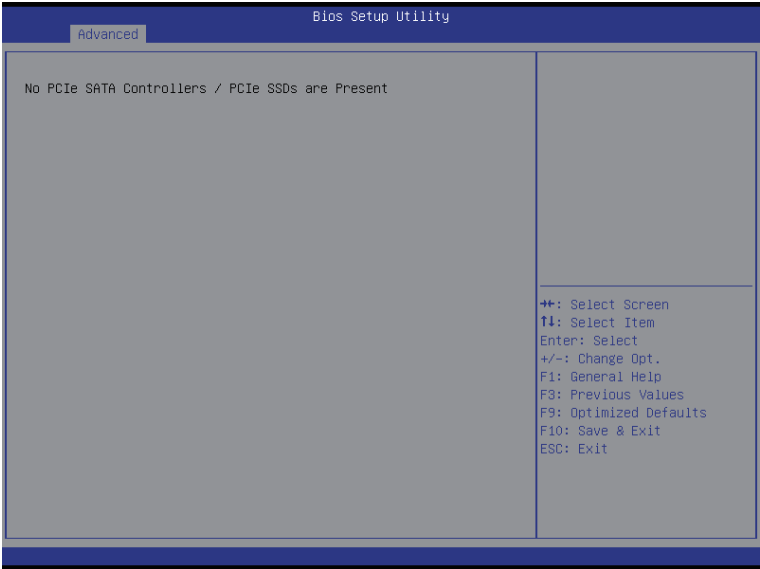 Bios Setup Utility
Advanced
No PCIe SATA Controllers / PCIe SSDs are Present
→←: Select Screen
↑↓: Select Item
Enter: Select
+/-: Change Opt.
F1: General Help
F3: Previous Values
F9: Optimized Defaults
F10: Save & Exit
ESC: Exit